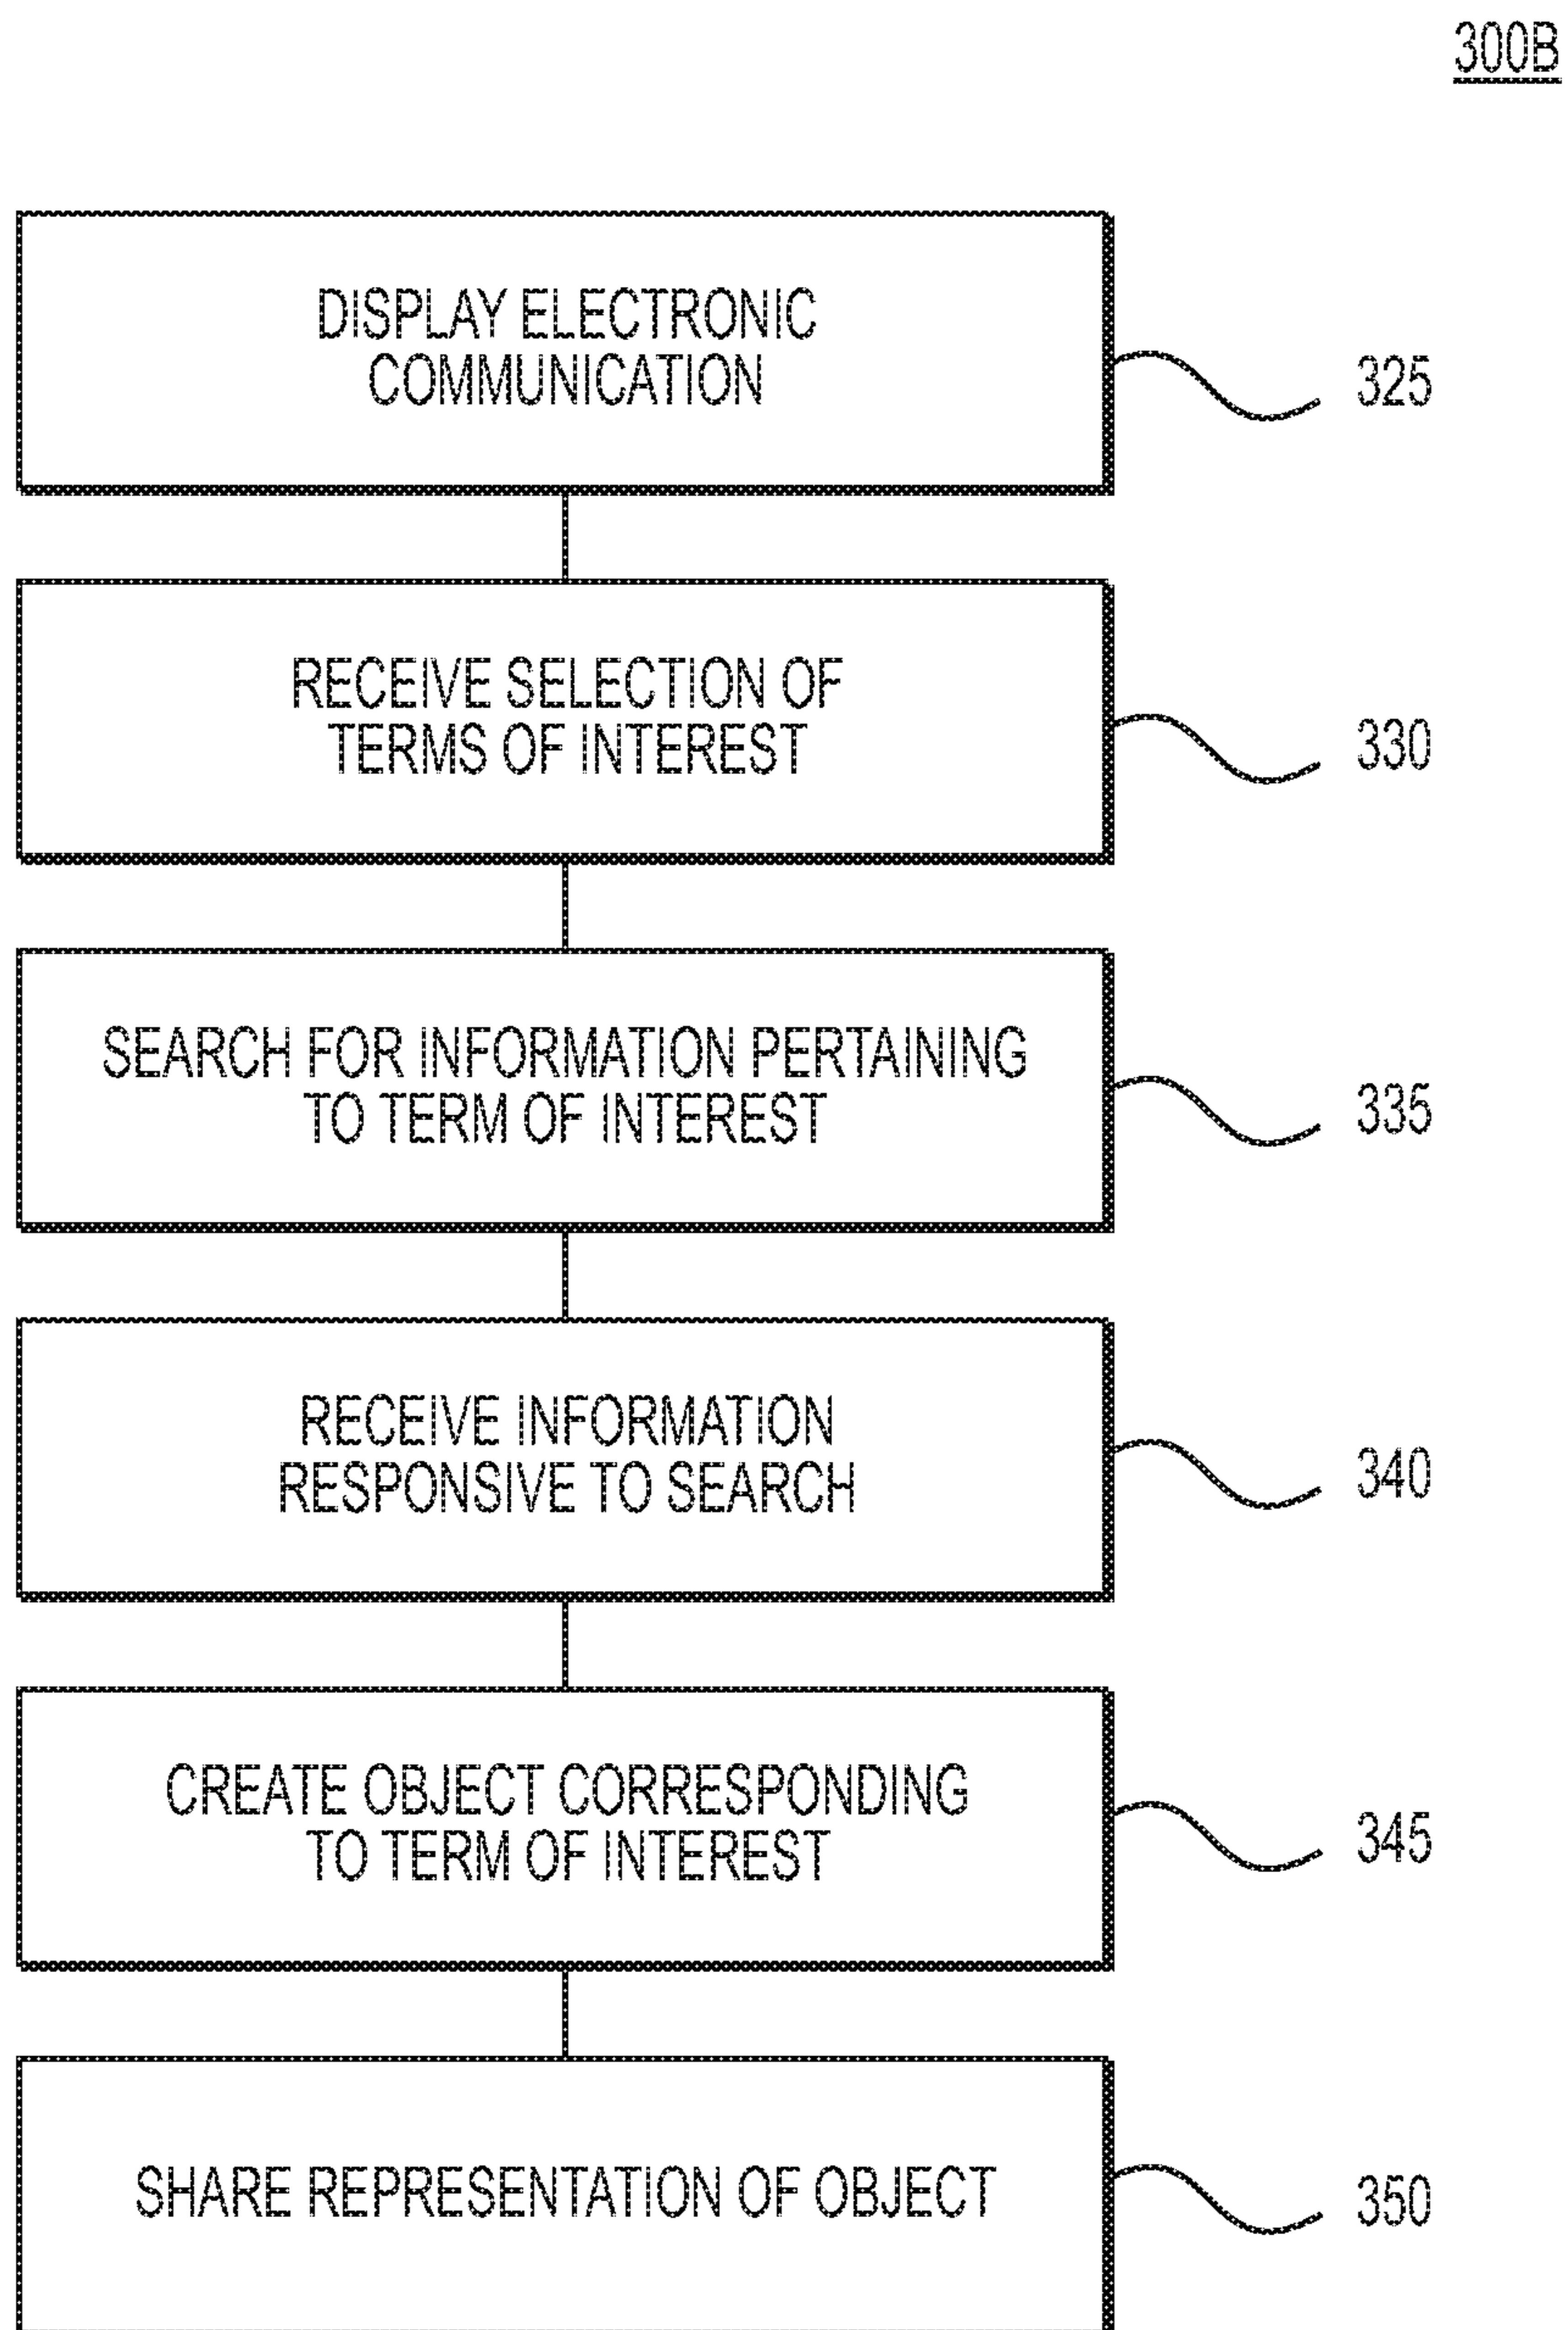 300B
DISPLAY ELECTRONIC
COMMUNICATION
325
RECEIVE SELECTION OF
TERMS OF INTEREST
330
SEARCH FOR INFORMATION PERTAINING
TO TERM OF INTEREST
335
RECEIVE INFORMATION
RESPONSIVE TO SEARCH
340
CREATE OBJECT CORRESPONDING
TO TERM OF INTEREST
345
SHARE REPRESENTATION OF OBJECT
350